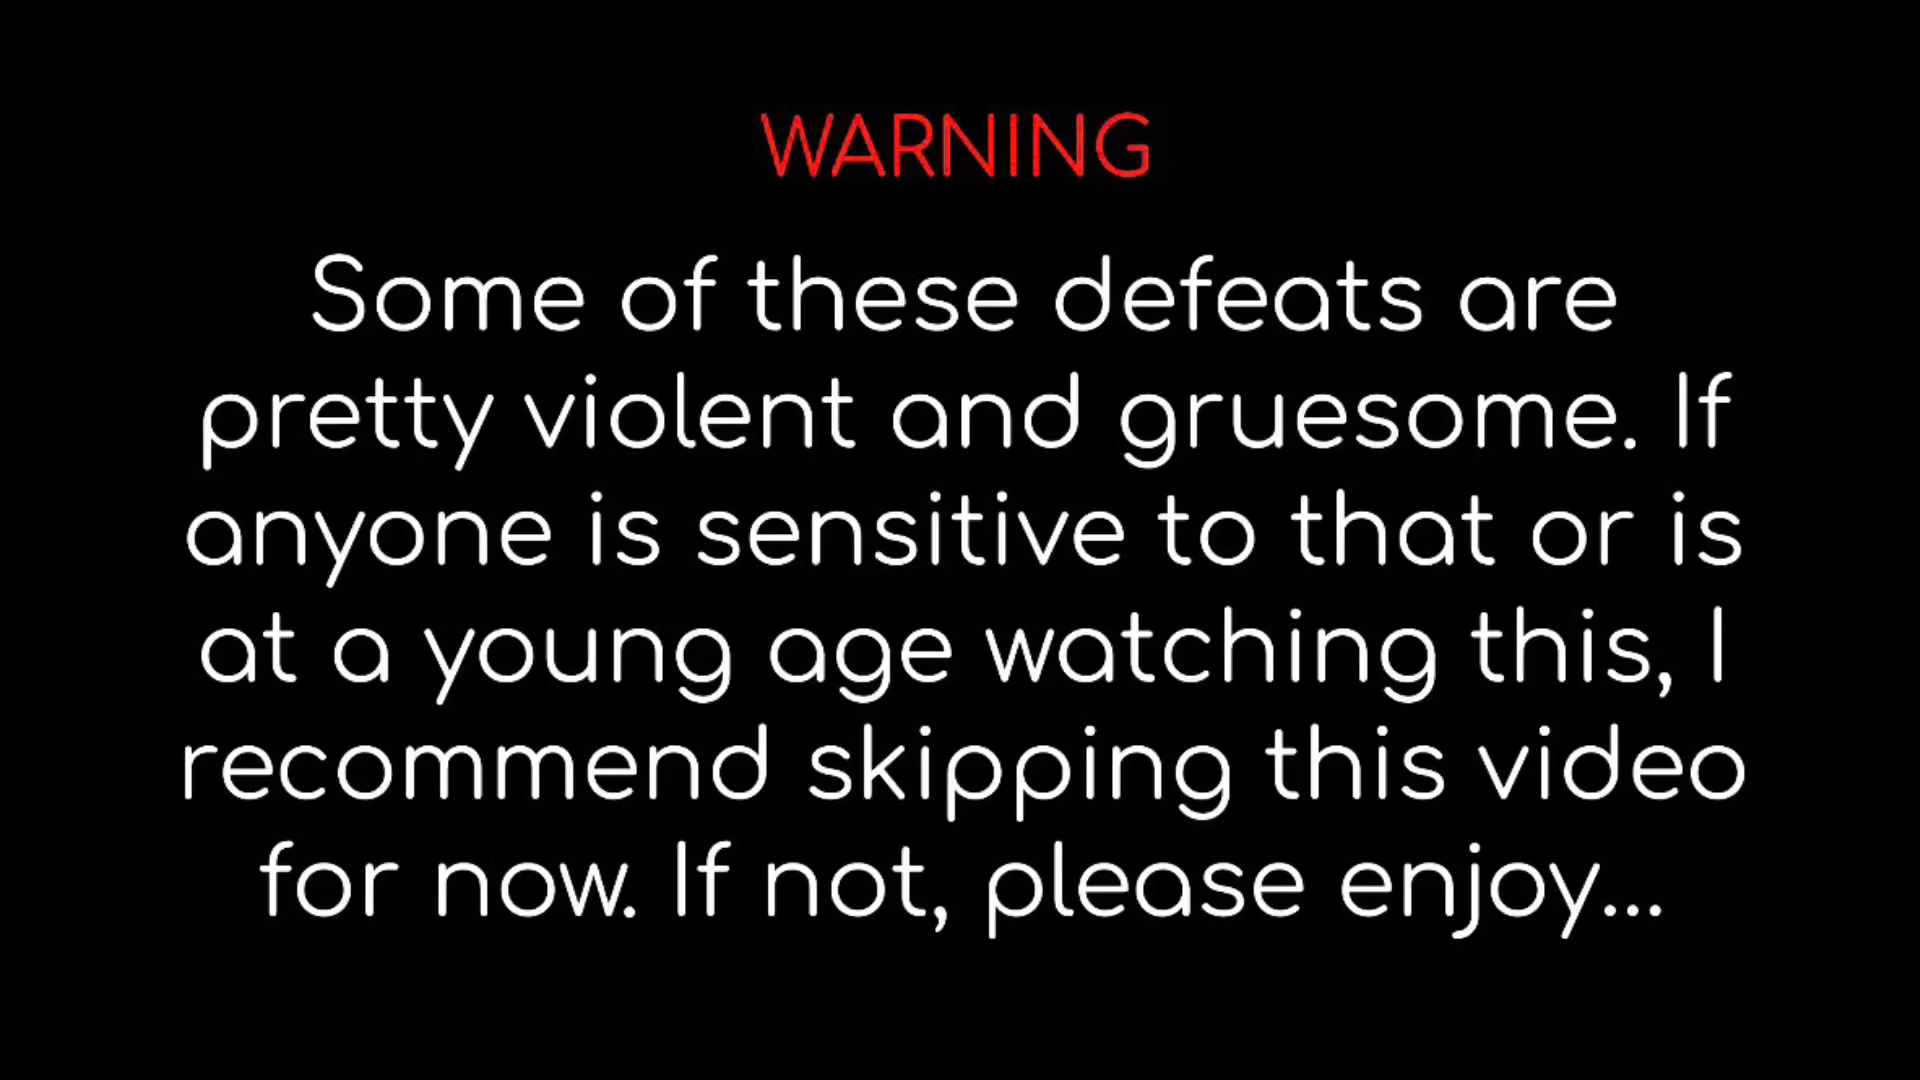 WARNING
Some of these defeats are
pretty violent and gruesome. If
anyone is sensitive to that or is
at a young age watching this, I
recommend skipping this video
for now. If not, please enjoy...